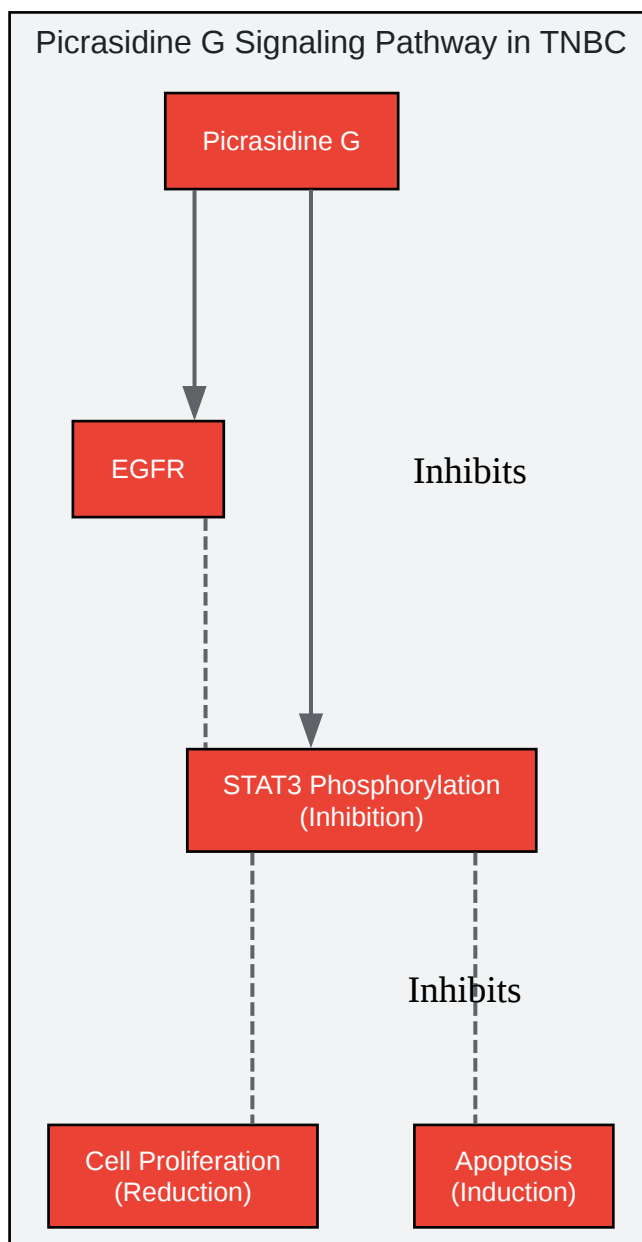 Picrasidine G Signaling Pathway in TNBC
Picrasidine G
EGFR
Inhibits
STAT3 Phosphorylation
(Inhibition)
Inhibits
Cell Proliferation
(Reduction)
Apoptosis
(Induction)